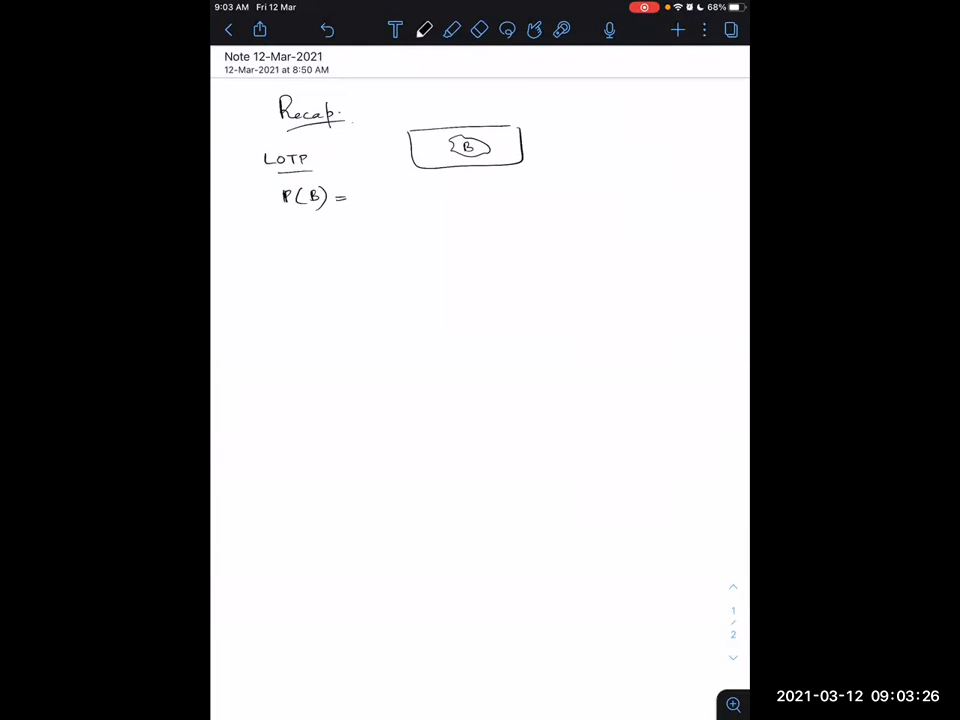 9:03 AM Fri 12 Mar
68%
T
Note 12-Mar-2021
12-Mar-2021 at 8:50 AM
Recap.
LOTP
B
P(B) =
1
/
2
2021-03-12 09:03:26